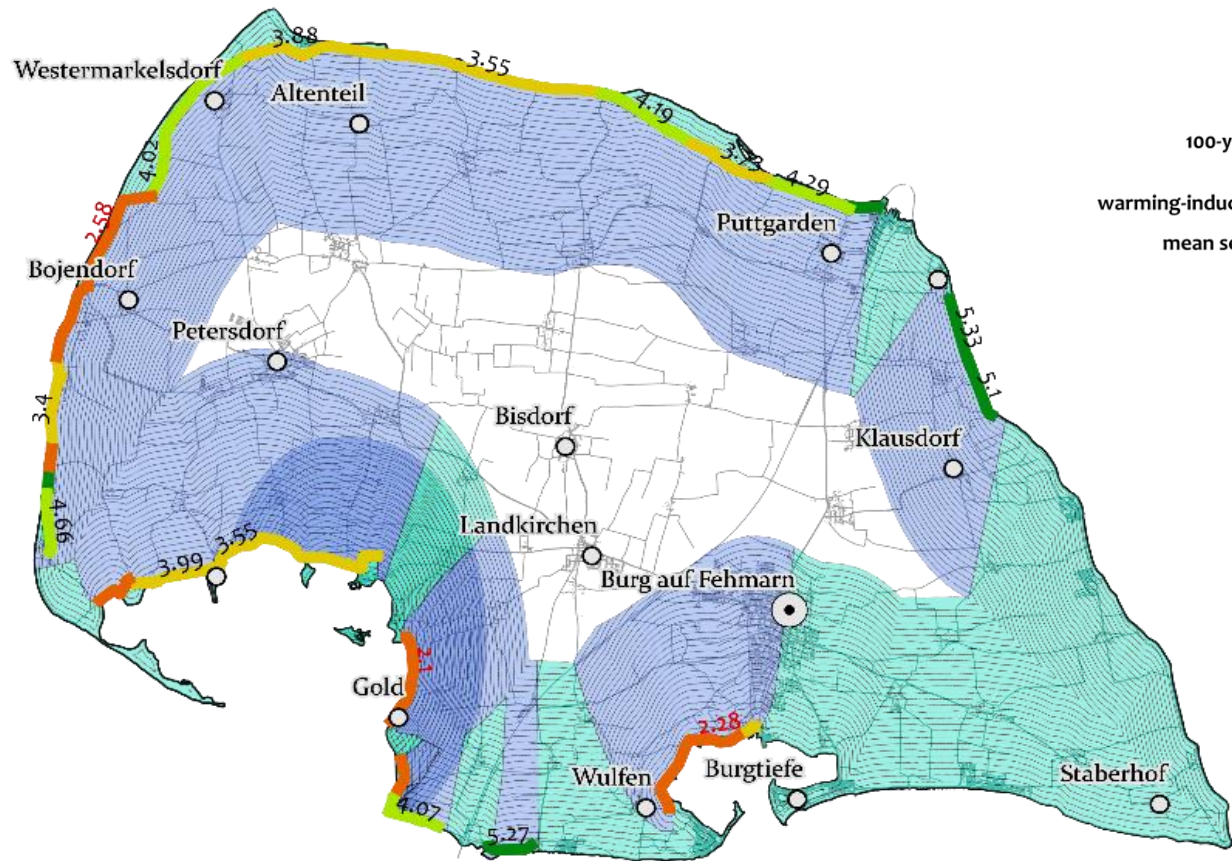 3.88
3.55
Westermarkelsdorf
Altenteil
4.19
3.73
4.29
4.02
100-y
warming-induc
mean se
2.58
Puttgarden
Bojendorf
Petersdorf
5.33
5.1
3.4
Bisdorf
Klausdorf
4.66
Landkirchen
3.55
3.99
Burg auf Fehmarn
2.1
Gold
2.28
Wulfen
Burgtiefe
Staberhof
4.07
5.27